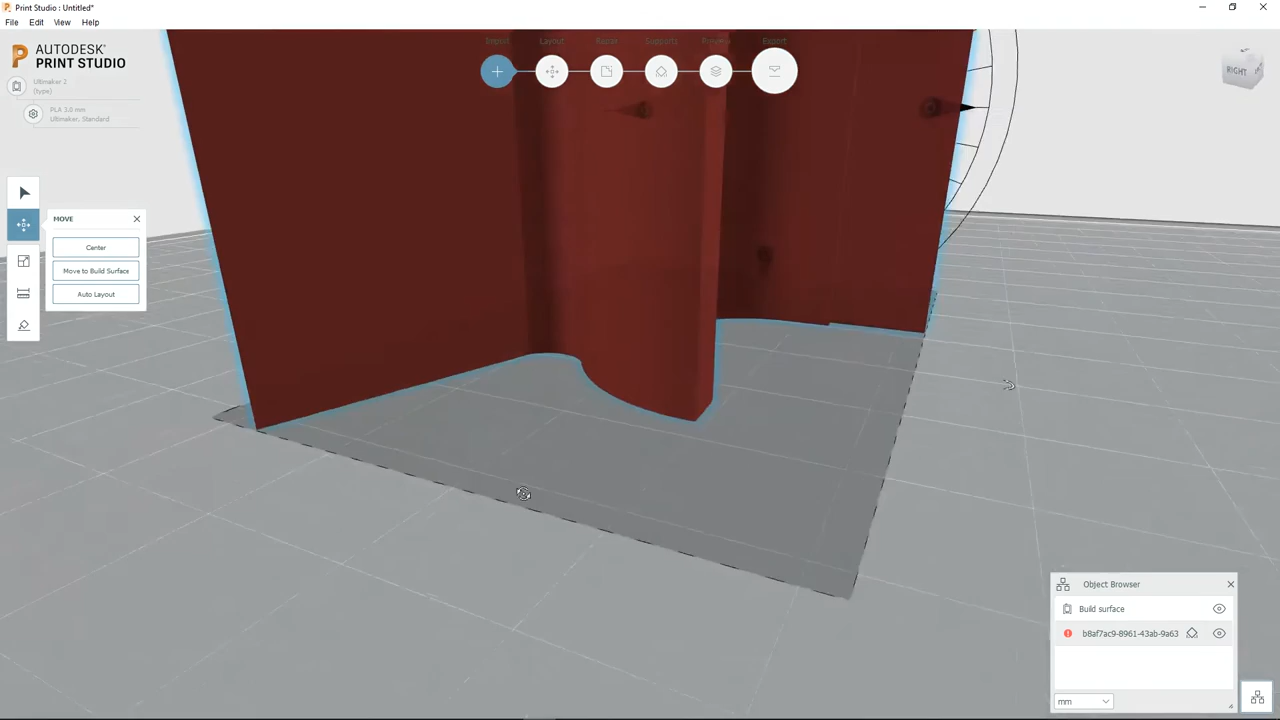 Print Studio : Untitled*
File Edit View Help
AUTODESK®
PRINT STUDIO
Ultimaker 2
(type)
PLA 3.0 mm
Ultimaker, Standard
Import Layout Repair Supports Preview Export
RIGHT
MOVE
Center
Move to Build Surface
Auto Layout
Object Browser
Build surface
b8af7ac9-8961-43ab-9a63
mm